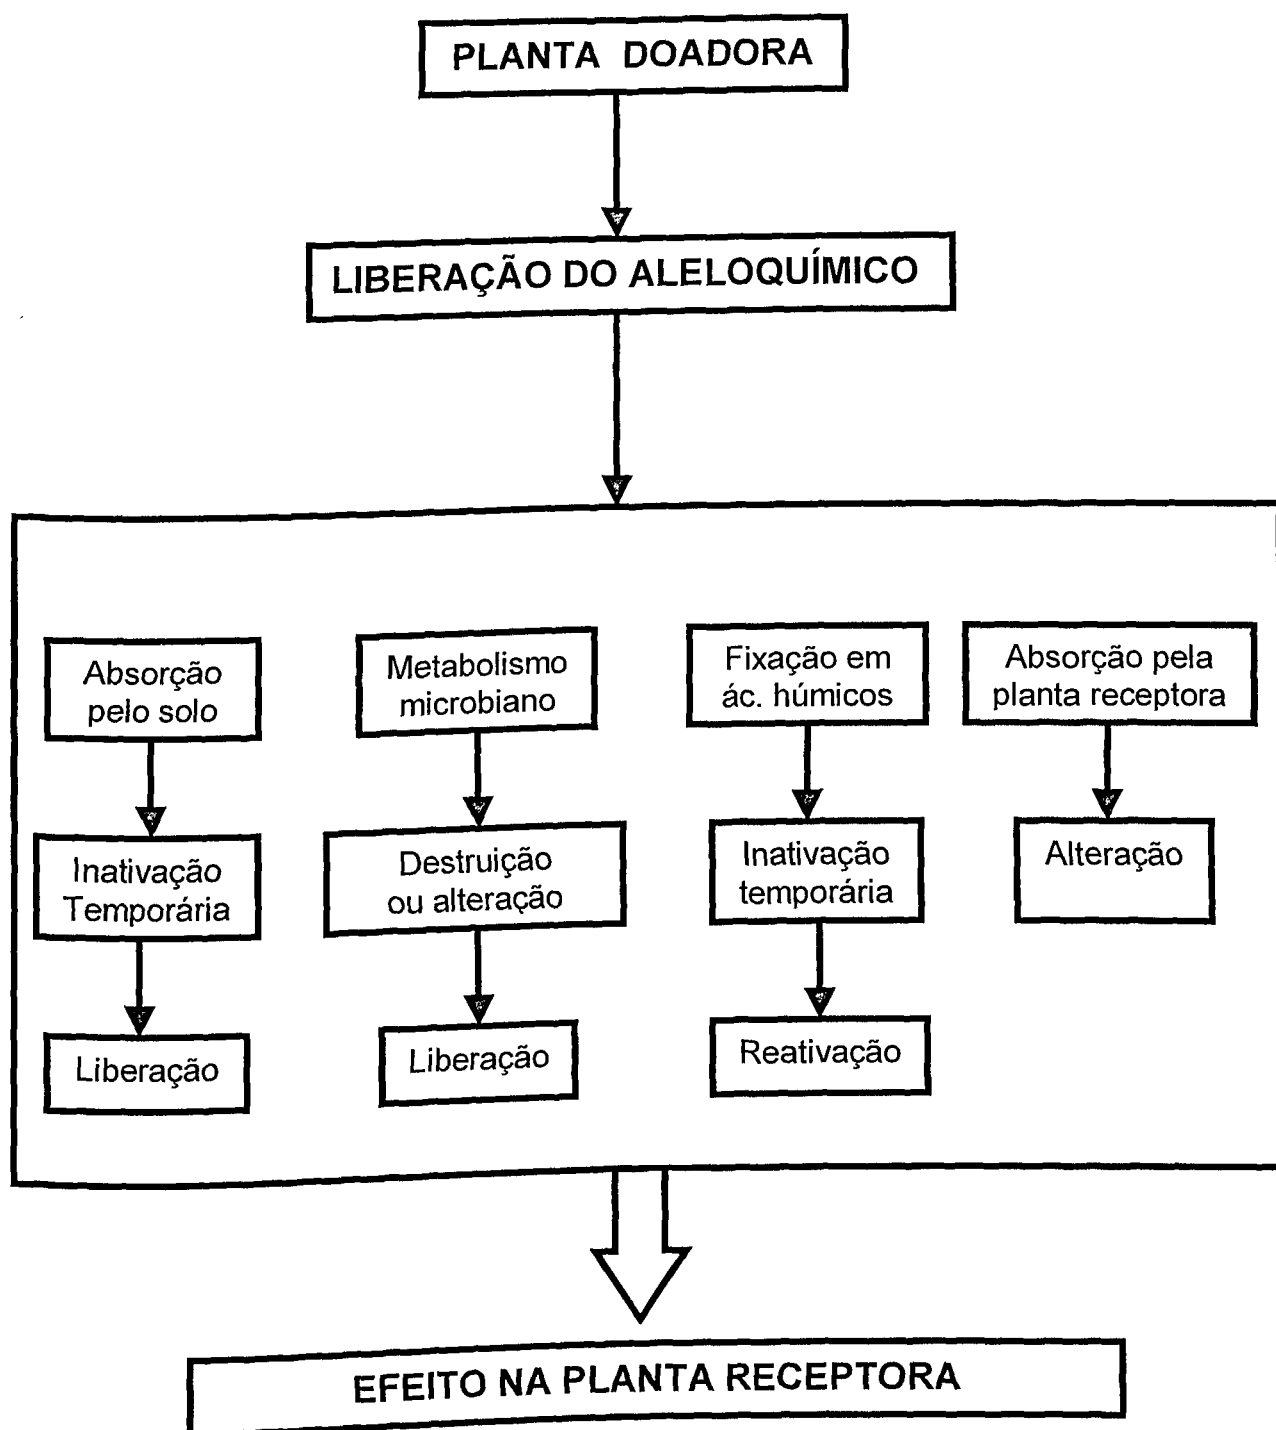 PLANTA DOADORA
LIBERAÇÃO DO ALELOQUÍMICO
Absorção
pelo solo
Metabolismo
microbiano
Fixação em
ác. húmicos
Absorção pela
planta receptora
Inativação
Temporária
Destruição
ou alteração
Inativação
temporária
Alteração
Liberação
Liberação
Reativação
EFEITO NA PLANTA RECEPTORA